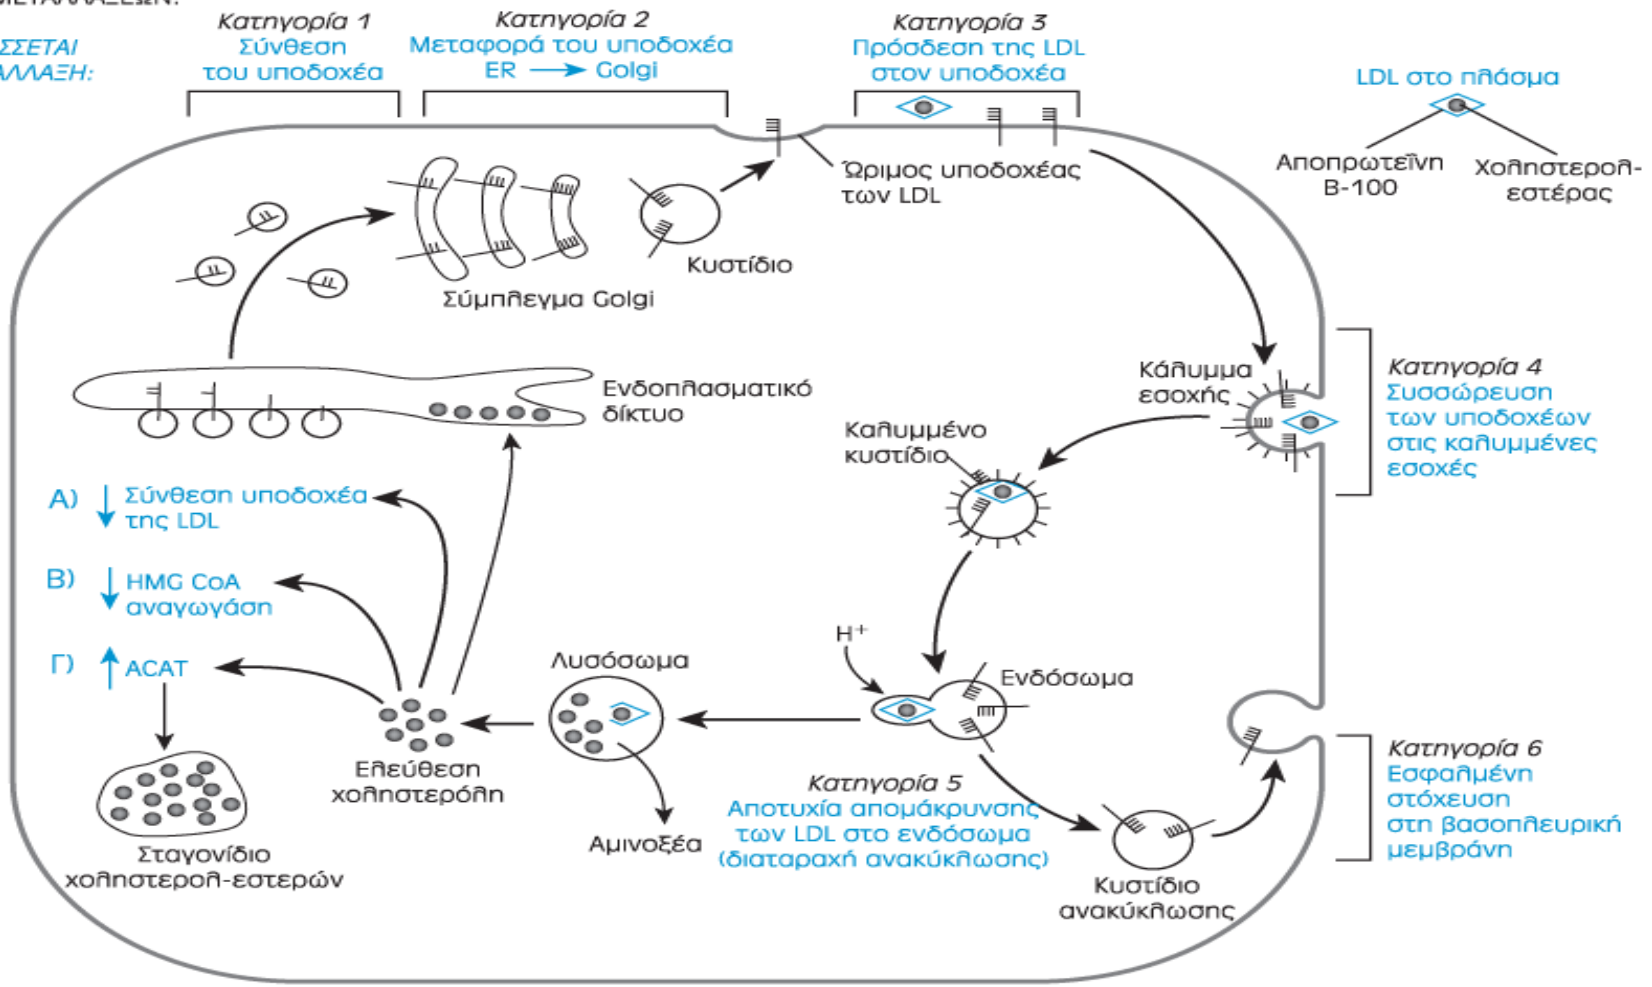 ΜΕΤΑΛΛΑΞΕΩΝ:
ΣΣΕΤΑΙ
ΑΛΛΑΞΗ:
Κατηγορία 1
Σύνθεση
του υποδοχέα
Κατηγορία 2
Μεταφορά του υποδοχέα
ER → Golgi
Κατηγορία 3
Πρόσδεση της LDL
στον υποδοχέα
LDL στο πλάσμα
Αποπρωτεΐνη
Β-100
Χοληστερολ-
εστέρας
Ώριμος υποδοχέας
των LDL
Κυστίδιο
Σύμπλεγμα Golgi
Ενδοπλασματικό
δίκτυο
Κάλυμμα
εσοχής
Κατηγορία 4
Συσσώρευση
των υποδοχέων
στις καλυμμένες
εσοχές
Καλυμμένο
κυστίδιο
Α) ↓ Σύνθεση υποδοχέα
της LDL
Β) ↓ HMG CoA
αναγωγάση
Γ) ↑ ACAT
H⁺
Ενδόσωμα
Λυσόσωμα
Ελεύθεση
χοληστερόλη
Αμινοξέα
Κατηγορία 5
Αποτυχία απομάκρυνσης
των LDL στο ενδόσωμα
(διαταραχή ανακύκλωσης)
Κατηγορία 6
Εσφαλμένη
στόχευση
στη βασοπλευρική
μεμβράνη
Σταγονίδιο
χοληστερολ-εστερών
Κυστίδιο
ανακύκλωσης